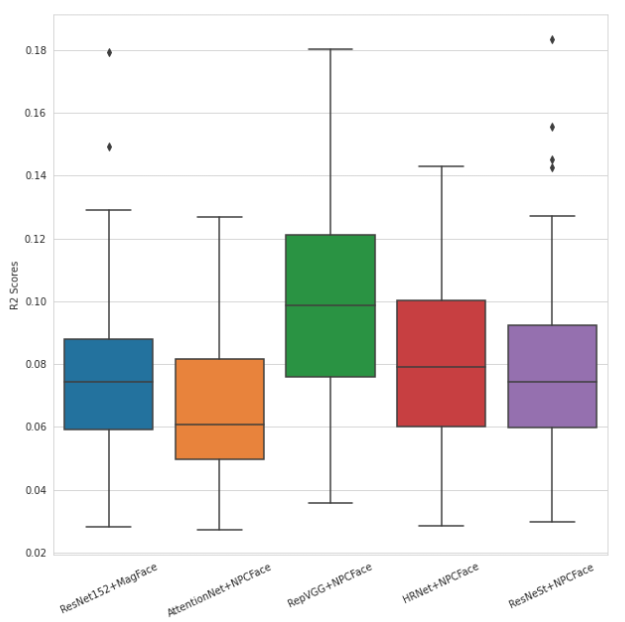 0.18
0.16
0.14
0.12
0.10
0.08
0.06
0.04
0.02
R2 Scores
ResNet152+MagFace
AttentionNet+NPCFace
RepVGG+NPCFace
HRNet+NPCFace
ResNeSt+NPCFace